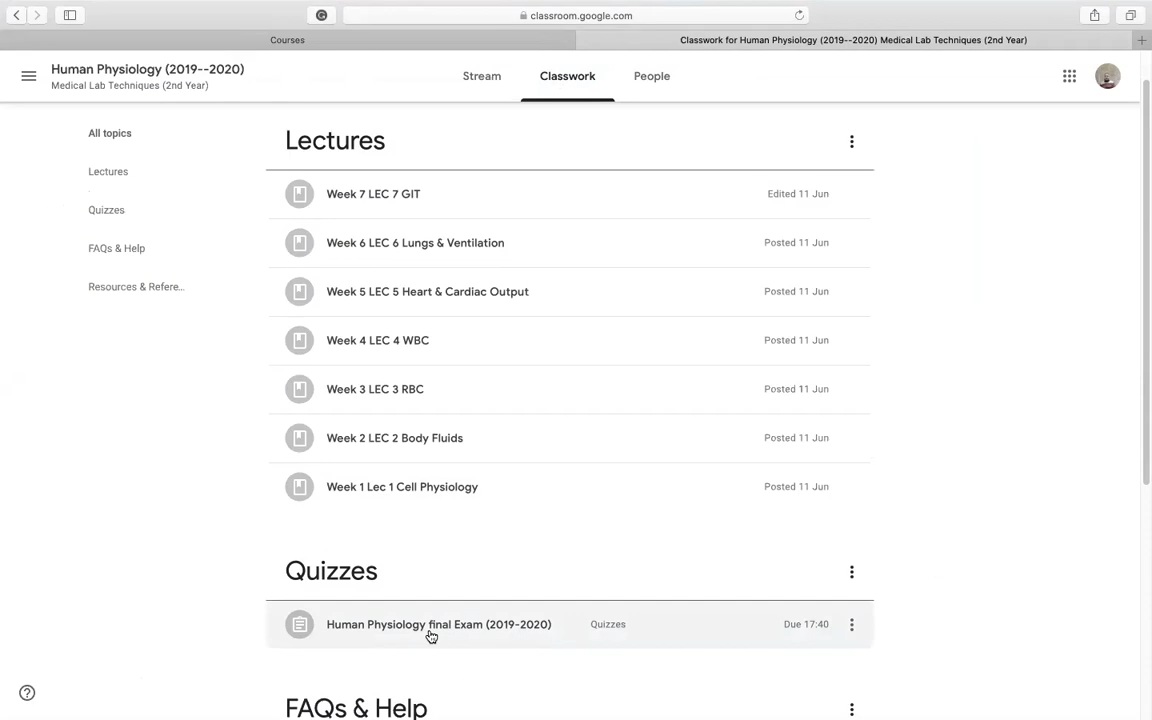 classroom.google.com
Courses
Classwork for Human Physiology (2019--2020) Medical Lab Techniques (2nd Year)
Human Physiology (2019--2020)
Medical Lab Techniques (2nd Year)
Stream
Classwork
People
All topics
Lectures
Quizzes
FAQs & Help
Resources & Refere...
Lectures
Week 7 LEC 7 GIT
Edited 11 Jun
Week 6 LEC 6 Lungs & Ventilation
Posted 11 Jun
Week 5 LEC 5 Heart & Cardiac Output
Posted 11 Jun
Week 4 LEC 4 WBC
Posted 11 Jun
Week 3 LEC 3 RBC
Posted 11 Jun
Week 2 LEC 2 Body Fluids
Posted 11 Jun
Week 1 Lec 1 Cell Physiology
Posted 11 Jun
Quizzes
Human Physiology final Exam (2019-2020)
Quizzes
Due 17:40
FAQs & Help